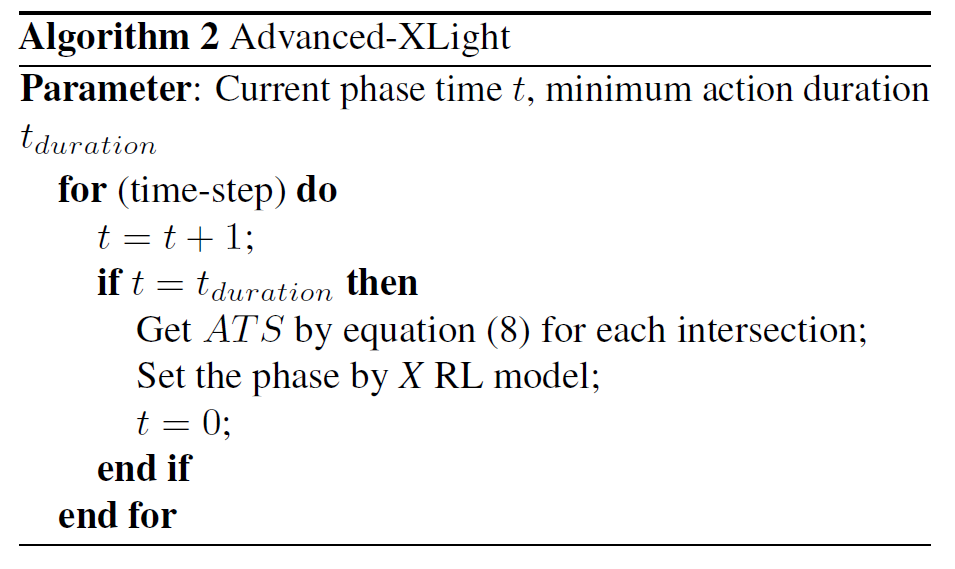 Algorithm 2 Advanced-XLight
Parameter: Current phase time t, minimum action duration
t_{duration}
for (time-step) do
t = t + 1;
if t = t_{duration} then
Get ATS by equation (8) for each intersection;
Set the phase by X RL model;
t = 0;
end if
end for